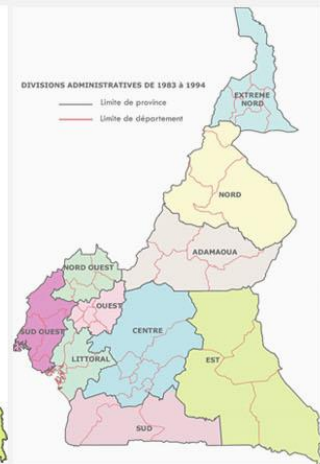 DIVISIONS ADMINISTRATIVES DE 1983 à 1994
Limite de province
Limite de département
EXTREME
NORD
NORD
ADAMAOUA
NORD OUEST
OUEST
SUD OUEST
CENTRE
LITTORAL
EST
SUD